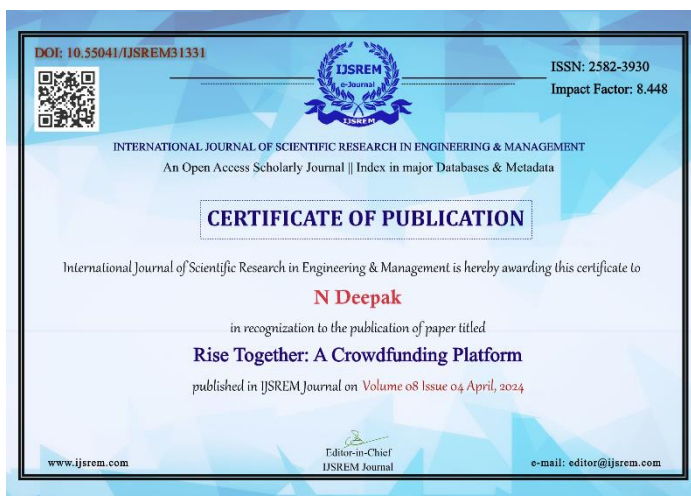 DOI: 10.55041/IJSREM31331
IJSREM
e-Journal
IJSREM
ISSN: 2582-3930
Impact Factor: 8.448
INTERNATIONAL JOURNAL OF SCIENTIFIC RESEARCH IN ENGINEERING & MANAGEMENT
An Open Access Scholarly Journal || Index in major Databases & Metadata
CERTIFICATE OF PUBLICATION
International Journal of Scientific Research in Engineering & Management is hereby awarding this certificate to
N Deepak
in recognization to the publication of paper titled
Rise Together: A Crowdfunding Platform
published in IJSREM Journal on Volume 08 Issue 04 April, 2024
Editor-in-Chief
IJSREM Journal
www.ijsrem.com
e-mail: editor@ijsrem.com